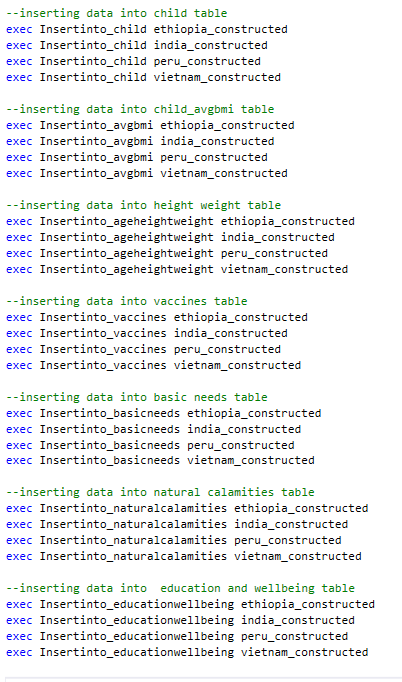 --inserting data into child table
exec Insertinto_child ethiopia_constructed
exec Insertinto_child india_constructed
exec Insertinto_child peru_constructed
exec Insertinto_child vietnam_constructed
--inserting data into child_avgbmi table
exec Insertinto_avgbmi ethiopia_constructed
exec Insertinto_avgbmi india_constructed
exec Insertinto_avgbmi peru_constructed
exec Insertinto_avgbmi vietnam_constructed
--inserting data into height weight table
exec Insertinto_ageheightweight ethiopia_constructed
exec Insertinto_ageheightweight india_constructed
exec Insertinto_ageheightweight peru_constructed
exec Insertinto_ageheightweight vietnam_constructed
--inserting data into vaccines table
exec Insertinto_vaccines ethiopia_constructed
exec Insertinto_vaccines india_constructed
exec Insertinto_vaccines peru_constructed
exec Insertinto_vaccines vietnam_constructed
--inserting data into basic needs table
exec Insertinto_basicneeds ethiopia_constructed
exec Insertinto_basicneeds india_constructed
exec Insertinto_basicneeds peru_constructed
exec Insertinto_basicneeds vietnam_constructed
--inserting data into natural calamities table
exec Insertinto_naturalcalamities ethiopia_constructed
exec Insertinto_naturalcalamities india_constructed
exec Insertinto_naturalcalamities peru_constructed
exec Insertinto_naturalcalamities vietnam_constructed
--inserting data into  education and wellbeing table
exec Insertinto_educationwellbeing ethiopia_constructed
exec Insertinto_educationwellbeing india_constructed
exec Insertinto_educationwellbeing peru_constructed
exec Insertinto_educationwellbeing vietnam_constructed